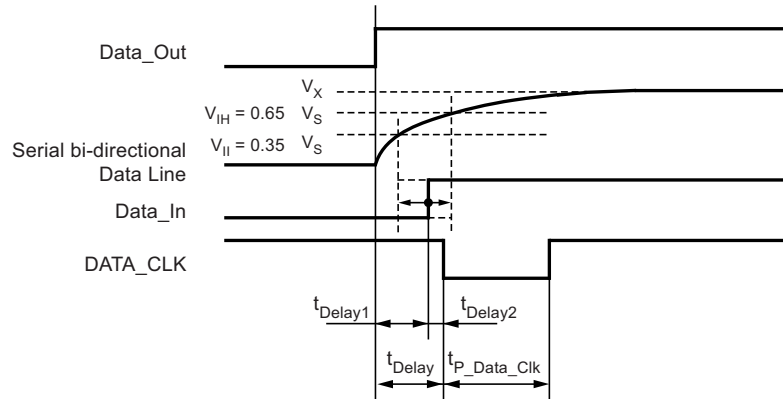 Data_Out
V_X
V_IH = 0.65 V_S
V_II = 0.35 V_S
Serial bi-directional
Data Line
Data_In
DATA_CLK
t_Delay1
t_Delay2
t_Delay
t_P_Data_Clk